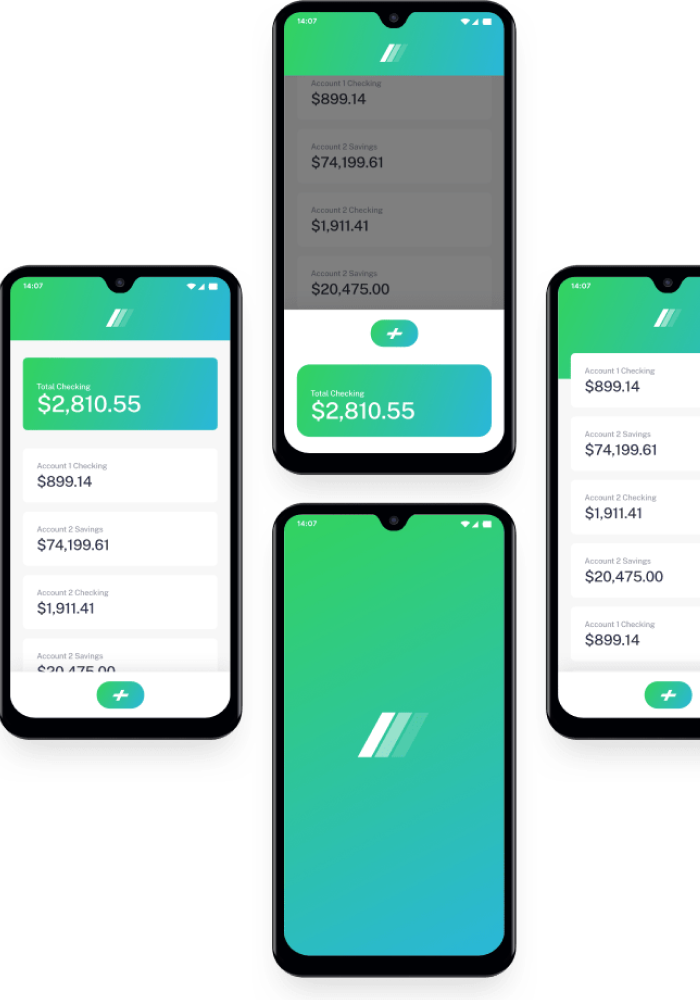 14:07
Account 1 Checking
$899.14
Account 2 Savings
$74,199.61
Account 2 Checking
$1,911.41
Account 2 Savings
$20,475.00
Total Checking
$2,810.55
14:07
Total Checking
$2,810.55
Account 1 Checking
$899.14
Account 2 Savings
$74,199.61
Account 2 Checking
$1,911.41
Account 2 Savings
$20,475.00
14:07
Account 1 Checking
$899.14
Account 2 Savings
$74,199.61
Account 2 Checking
$1,911.41
Account 2 Savings
$20,475.00
Account 1 Checking
$899.14
14:07